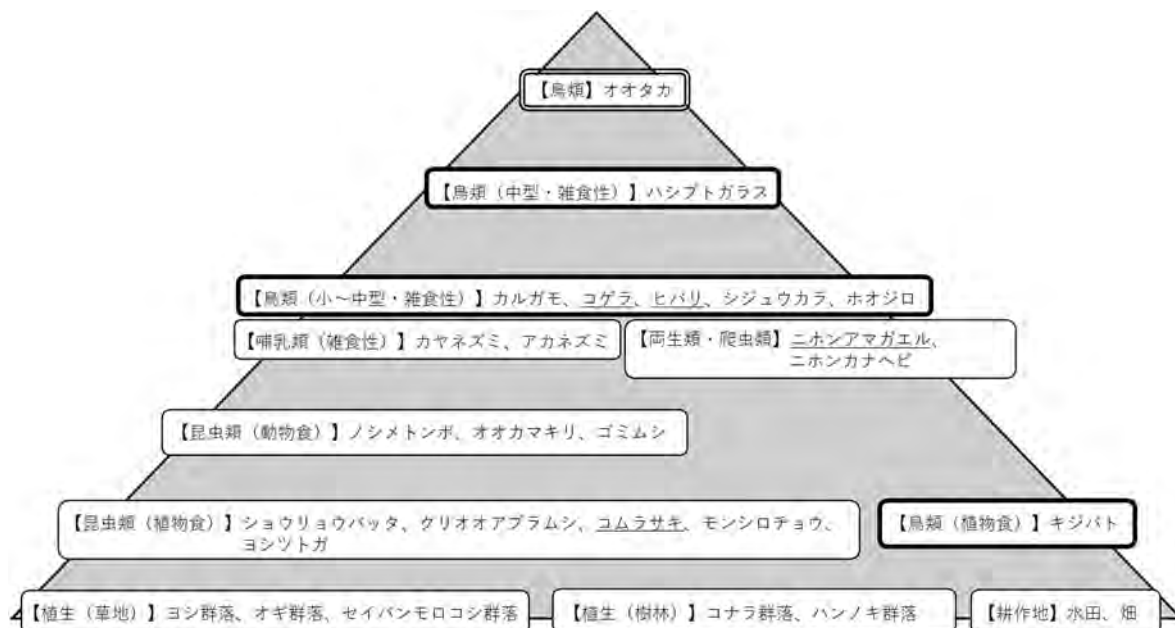 【鳥類】オオタカ
【鳥類（中型・雑食性）】ハシブトガラス
【鳥類（小～中型・雑食性）】カルガモ、コゲラ、ヒバリ、シジュウカラ、ホオジロ
【哺乳類（雑食性）】カヤネズミ、アカネズミ
【両生類・爬虫類】ニホンアマガエル、
ニホンカナヘビ
【昆虫類（動物食）】ノシメトンボ、オオカマキリ、ゴミムシ
【昆虫類（植物食）】ショウリョウバッタ、クリオオアブラムシ、コムラサキ、モンシロチョウ、
ヨシツトガ
【鳥類（植物食）】キジバト
【植生（草地）】ヨシ群落、オギ群落、セイバンモロコシ群落
【植生（樹林）】コナラ群落、ハンノキ群落
【耕作地】水田、畑